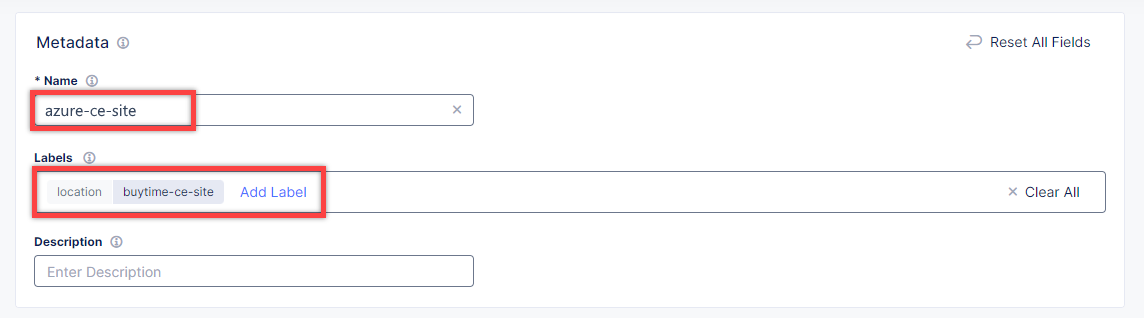 Metadata
Reset All Fields
* Name
azure-ce-site
Labels
location buytime-ce-site Add Label
Clear All
Description
Enter Description